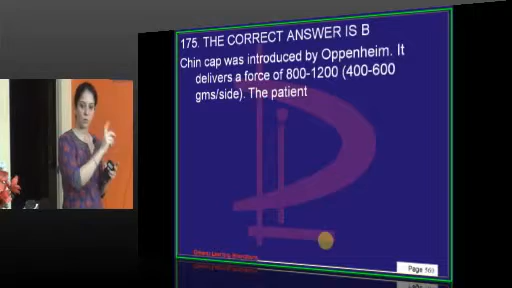 175. THE CORRECT ANSWER IS B
Chin cap was introduced by Oppenheim. It
delivers a force of 800-1200 (400-600
gms/side). The patient
Page 560